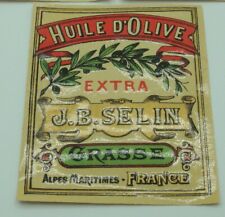 HUILE D'OLIVE
EXTRA
J.B. SELIN
GRASSE
ALPES MARITIMES - FRANCE